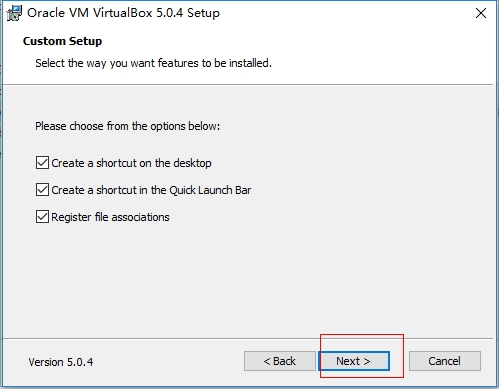 Oracle VM VirtualBox 5.0.4 Setup
Custom Setup
Select the way you want features to be installed.
Please choose from the options below:
Create a shortcut on the desktop
Create a shortcut in the Quick Launch Bar
Register file associations
Version 5.0.4
< Back
Next >
Cancel